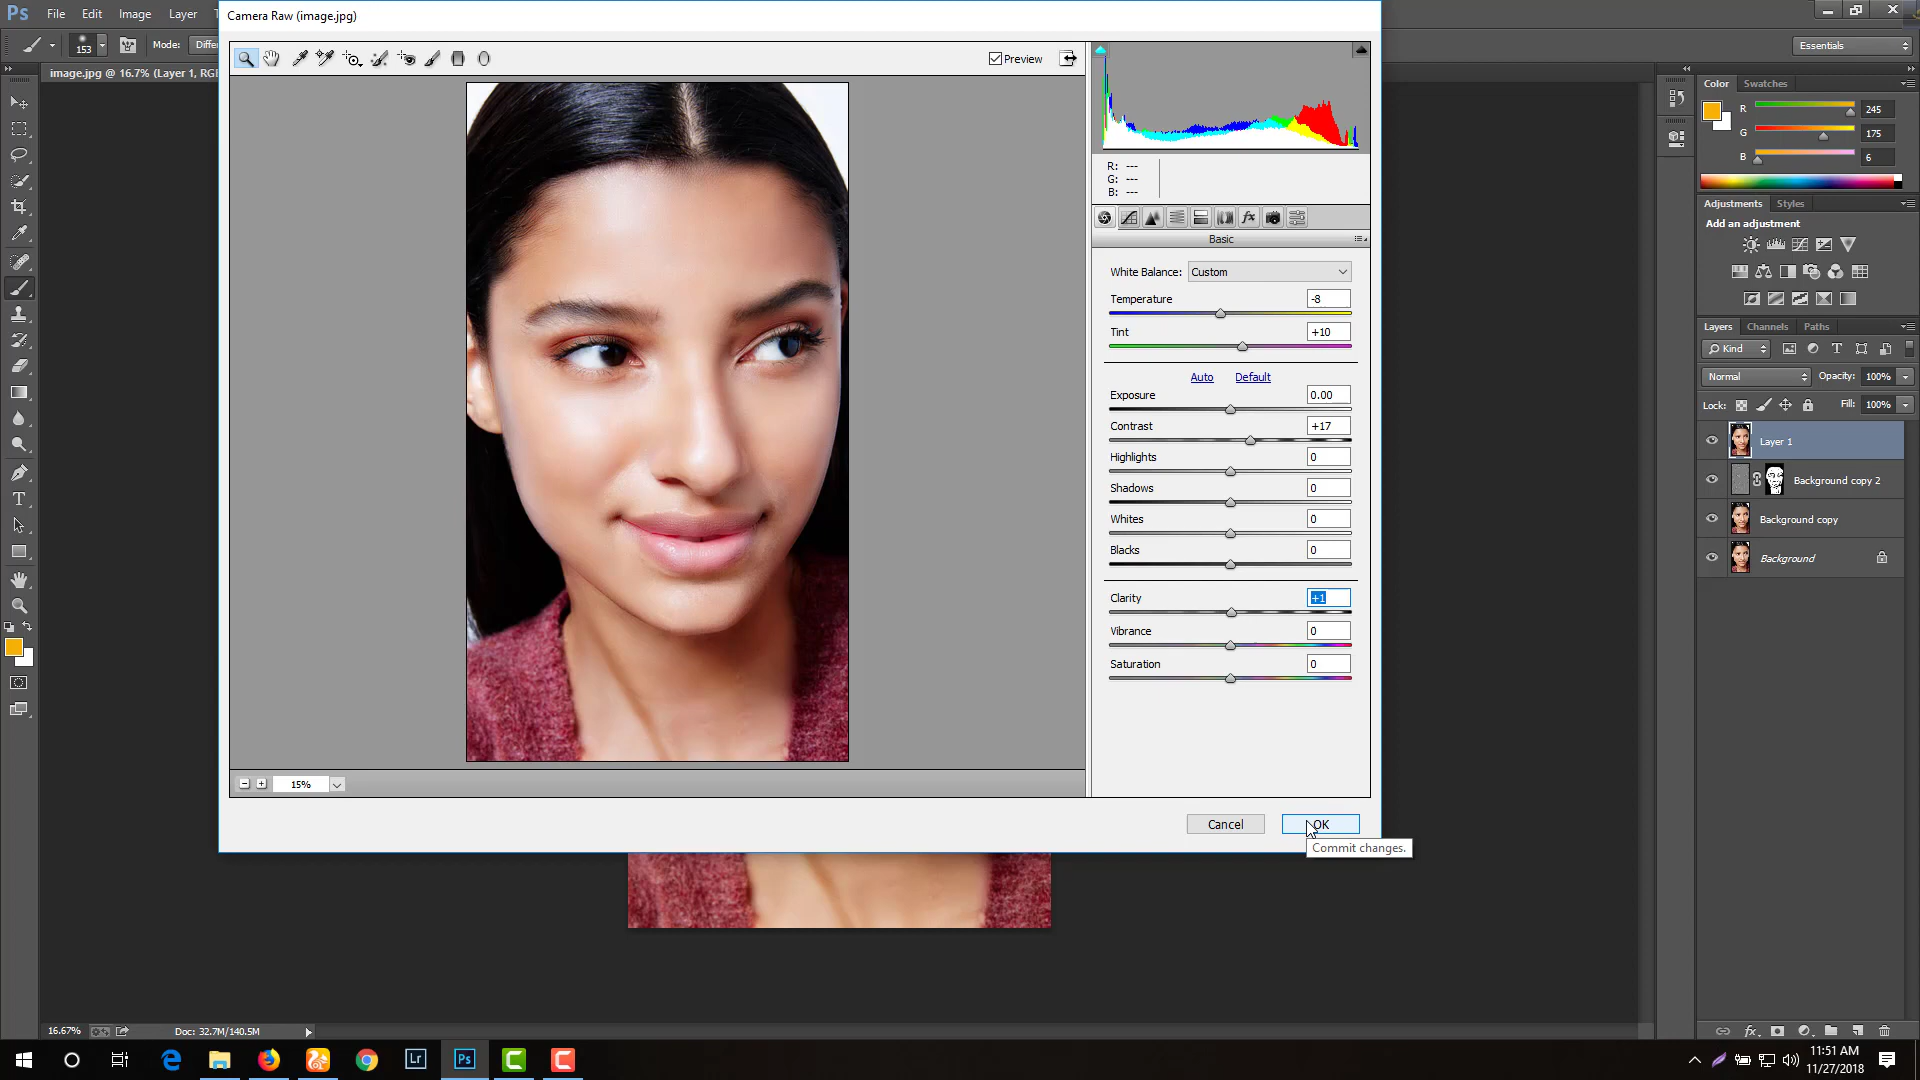 Ps File Edit Image Layer
Camera Raw (image.jpg)
153
Mode:
Essentials
image.jpg @ 16.7% (Layer 1, RG
Preview
Color Swatches
R 245
G 175
B 6
R: ---
G: ---
B: ---
Adjustments Styles
Add an adjustment
Basic
White Balance: Custom
Temperature -8
Tint +10
Auto Default
Exposure 0.00
Contrast +17
Highlights 0
Shadows 0
Whites 0
Blacks 0
Clarity +1
Vibrance 0
Saturation 0
Layers Channels Paths
Kind
Normal Opacity: 100%
Lock: Fill: 100%
Layer 1
Background copy 2
Background copy
Background
15%
Cancel OK
Commit changes.
16.67% Doc: 32.7M/140.5M
Lr Ps
11:51 AM
11/27/2018